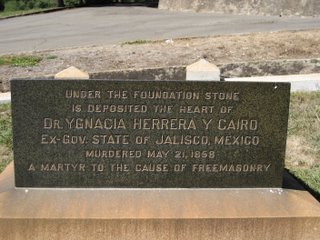 UNDER THE FOUNDATION STONE
IS DEPOSITED THE HEART OF
DR. YGNACIA HERRERA Y CAIRO
EX-GOV. STATE OF JALISCO, MEXICO
MURDERED MAY 21, 1858
A MARTYR TO THE CAUSE OF FREEMASONRY